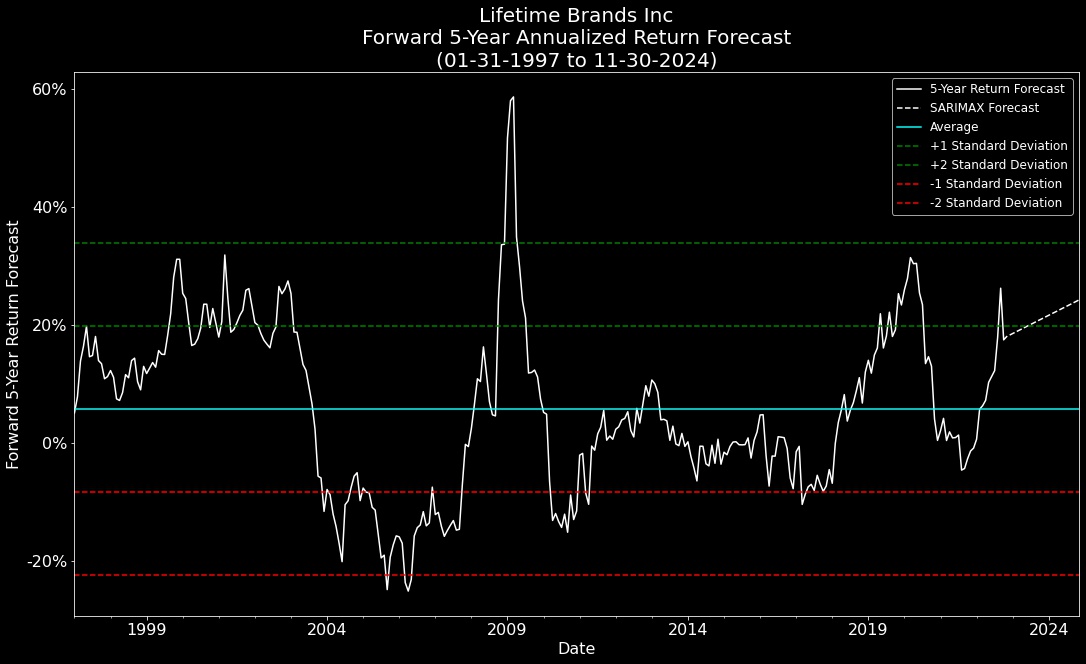 Lifetime Brands Inc
Forward 5-Year Annualized Return Forecast
(01-31-1997 to 11-30-2024)
5-Year Return Forecast
SARIMAX Forecast
Average
+1 Standard Deviation
+2 Standard Deviation
-1 Standard Deviation
-2 Standard Deviation
Forward 5-Year Return Forecast
60%
40%
20%
0%
-20%
1999
2004
2009
2014
2019
2024
Date